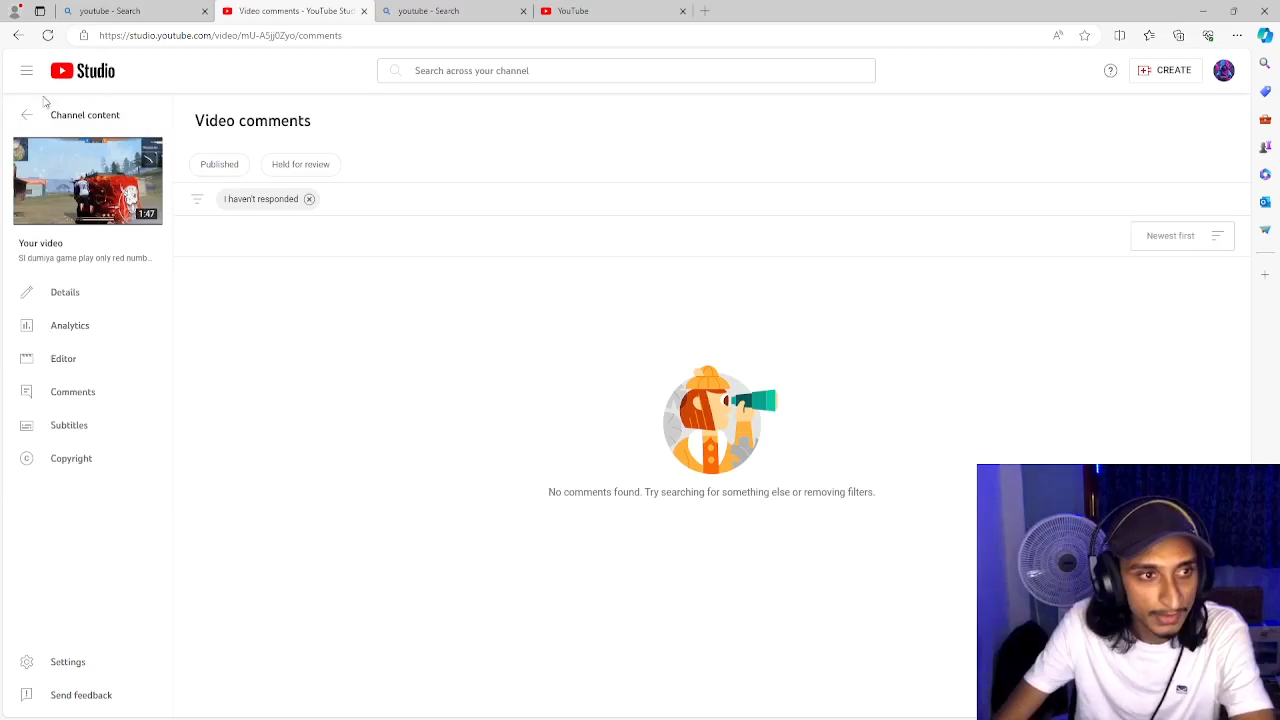 youtube - Search
Video comments - YouTube Stud
youtube - Search
YouTube
https://studio.youtube.com/video/mU-A5jj0Zyo/comments
Studio
Search across your channel
CREATE
Channel content
Video comments
Published
Held for review
I haven't responded
1:47
Newest first
Your video
SI dumiya game play only red numb...
Details
Analytics
Editor
Comments
Subtitles
Copyright
No comments found. Try searching for something else or removing filters.
Settings
Send feedback